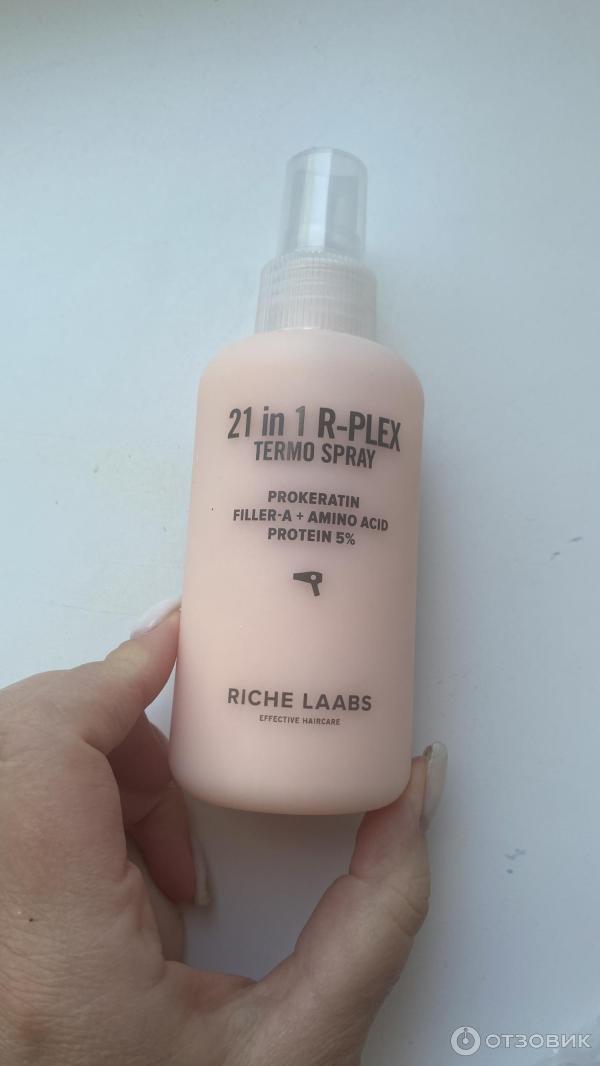 21 in 1 R-PLEX
TERMO SPRAY
PROKERATIN
FILLER-A + AMINO ACID
PROTEIN 5%
RICHE LAABS
EFFECTIVE HAIRCARE
ОТЗОВИК